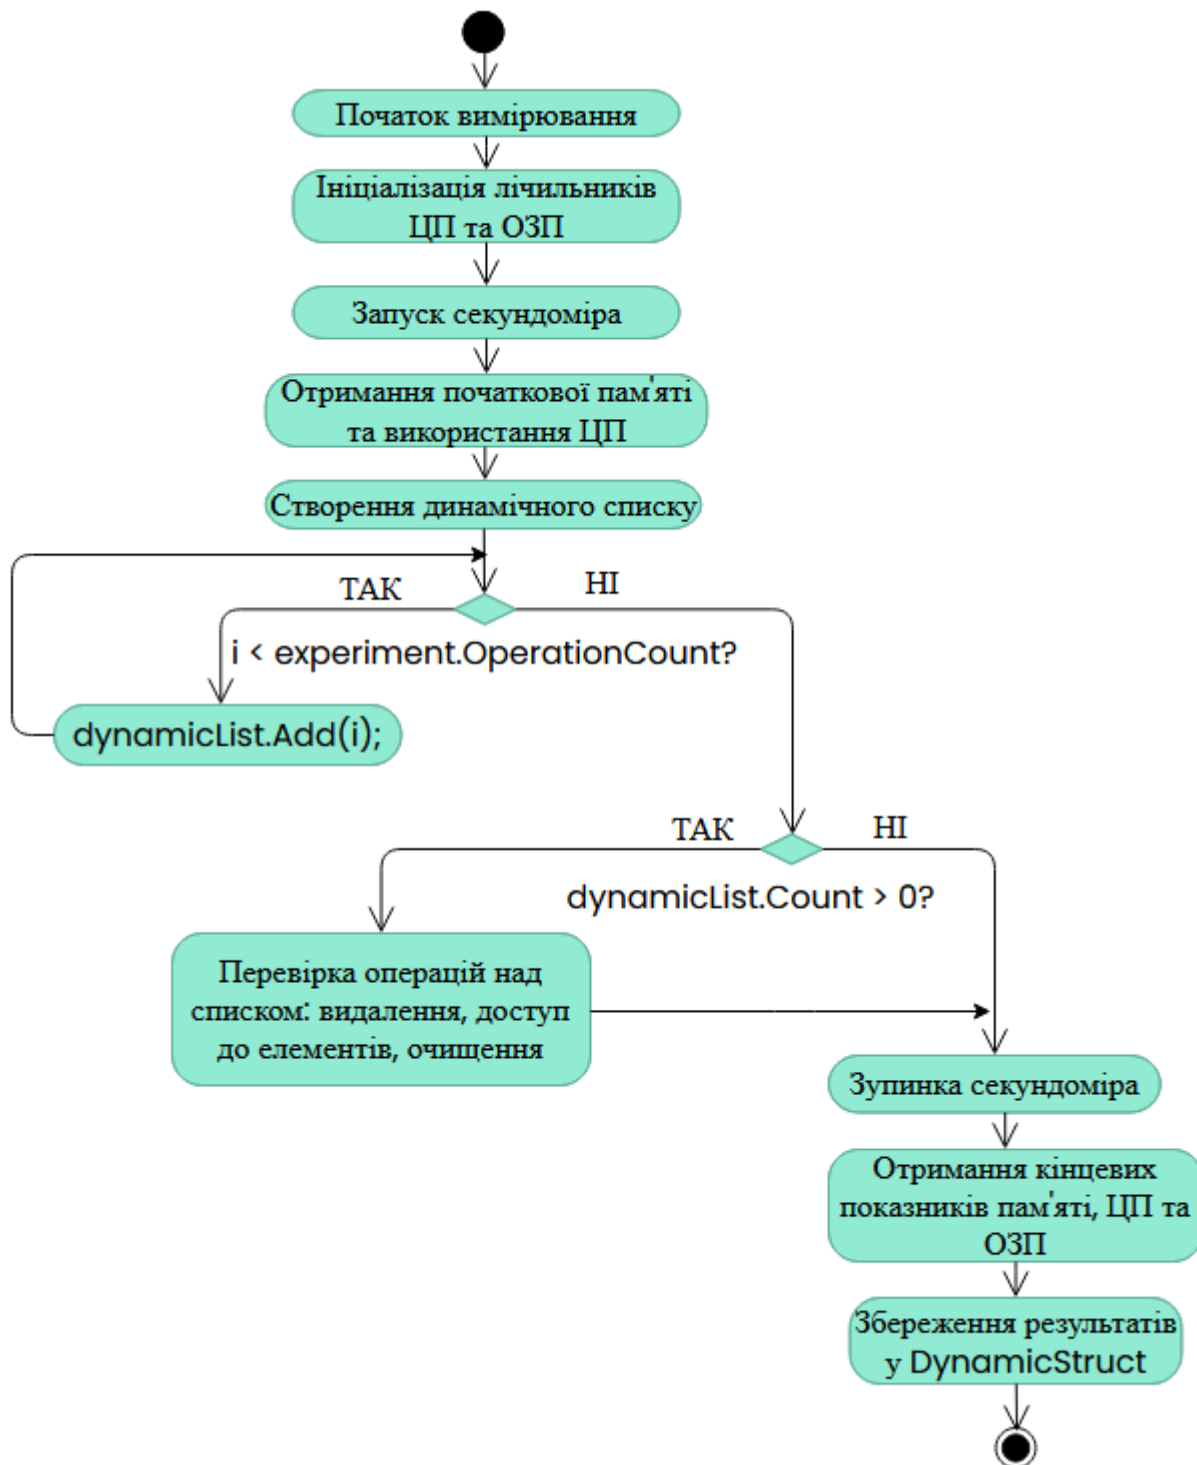 Початок вимірювання
Ініціалізація лічильників
ЦП та ОЗП
Запуск секундоміра
Отримання початкової пам'яті
та використання ЦП
Створення динамічного списку
ТАК
НІ
i < experiment.OperationCount?
dynamicList.Add(i);
ТАК
НІ
dynamicList.Count > 0?
Перевірка операцій над
списком: видалення, доступ
до елементів, очищення
Зупинка секундоміра
Отримання кінцевих
показників пам'яті, ЦП та
ОЗП
Збереження результатів
у DynamicStruct